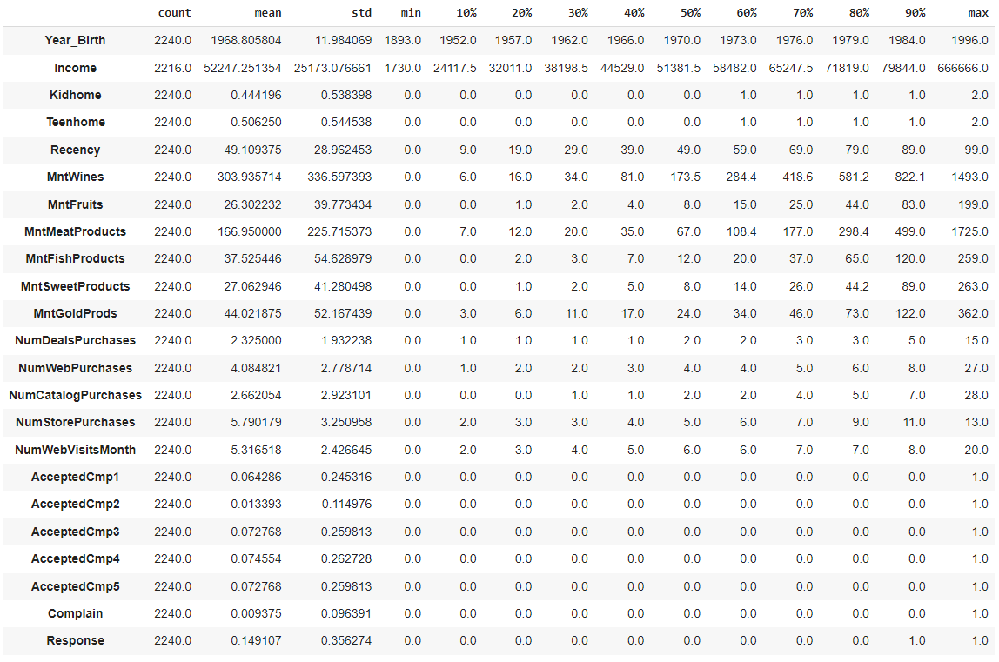 count mean std min 10% 20% 30% 40% 50% 60% 70% 80% 90% max
Year_Birth 2240.0 1968.805804 11.984069 1893.0 1952.0 1957.0 1962.0 1966.0 1970.0 1973.0 1976.0 1979.0 1984.0 1996.0
Income 2216.0 52247.251354 25173.076661 1730.0 24117.5 32011.0 38198.5 44529.0 51381.5 58482.0 65247.5 71819.0 79844.0 666666.0
Kidhome 2240.0 0.444196 0.538398 0.0 0.0 0.0 0.0 0.0 0.0 1.0 1.0 1.0 1.0 2.0
Teenhome 2240.0 0.506250 0.544538 0.0 0.0 0.0 0.0 0.0 0.0 1.0 1.0 1.0 1.0 2.0
Recency 2240.0 49.109375 28.962453 0.0 9.0 19.0 29.0 39.0 49.0 59.0 69.0 79.0 89.0 99.0
MntWines 2240.0 303.935714 336.597393 0.0 6.0 16.0 34.0 81.0 173.5 284.4 418.6 581.2 822.1 1493.0
MntFruits 2240.0 26.302232 39.773434 0.0 0.0 1.0 2.0 4.0 8.0 15.0 25.0 44.0 83.0 199.0
MntMeatProducts 2240.0 166.950000 225.715373 0.0 7.0 12.0 20.0 35.0 67.0 108.4 177.0 298.4 499.0 1725.0
MntFishProducts 2240.0 37.525446 54.628979 0.0 0.0 2.0 3.0 7.0 12.0 20.0 37.0 65.0 120.0 259.0
MntSweetProducts 2240.0 27.062946 41.280498 0.0 0.0 1.0 2.0 5.0 8.0 14.0 26.0 44.2 89.0 263.0
MntGoldProds 2240.0 44.021875 52.167439 0.0 3.0 6.0 11.0 17.0 24.0 34.0 46.0 73.0 122.0 362.0
NumDealsPurchases 2240.0 2.325000 1.932238 0.0 1.0 1.0 1.0 1.0 2.0 2.0 3.0 3.0 5.0 15.0
NumWebPurchases 2240.0 4.084821 2.778714 0.0 1.0 2.0 2.0 3.0 4.0 4.0 5.0 6.0 8.0 27.0
NumCatalogPurchases 2240.0 2.662054 2.923101 0.0 0.0 0.0 1.0 1.0 2.0 2.0 4.0 5.0 7.0 28.0
NumStorePurchases 2240.0 5.790179 3.250958 0.0 2.0 3.0 3.0 4.0 5.0 6.0 7.0 9.0 11.0 13.0
NumWebVisitsMonth 2240.0 5.316518 2.426645 0.0 2.0 3.0 4.0 5.0 6.0 6.0 7.0 7.0 8.0 20.0
AcceptedCmp1 2240.0 0.064286 0.245316 0.0 0.0 0.0 0.0 0.0 0.0 0.0 0.0 0.0 0.0 1.0
AcceptedCmp2 2240.0 0.013393 0.114976 0.0 0.0 0.0 0.0 0.0 0.0 0.0 0.0 0.0 0.0 1.0
AcceptedCmp3 2240.0 0.072768 0.259813 0.0 0.0 0.0 0.0 0.0 0.0 0.0 0.0 0.0 0.0 1.0
AcceptedCmp4 2240.0 0.074554 0.262728 0.0 0.0 0.0 0.0 0.0 0.0 0.0 0.0 0.0 0.0 1.0
AcceptedCmp5 2240.0 0.072768 0.259813 0.0 0.0 0.0 0.0 0.0 0.0 0.0 0.0 0.0 0.0 1.0
Complain 2240.0 0.009375 0.096391 0.0 0.0 0.0 0.0 0.0 0.0 0.0 0.0 0.0 0.0 1.0
Response 2240.0 0.149107 0.356274 0.0 0.0 0.0 0.0 0.0 0.0 0.0 0.0 0.0 1.0 1.0